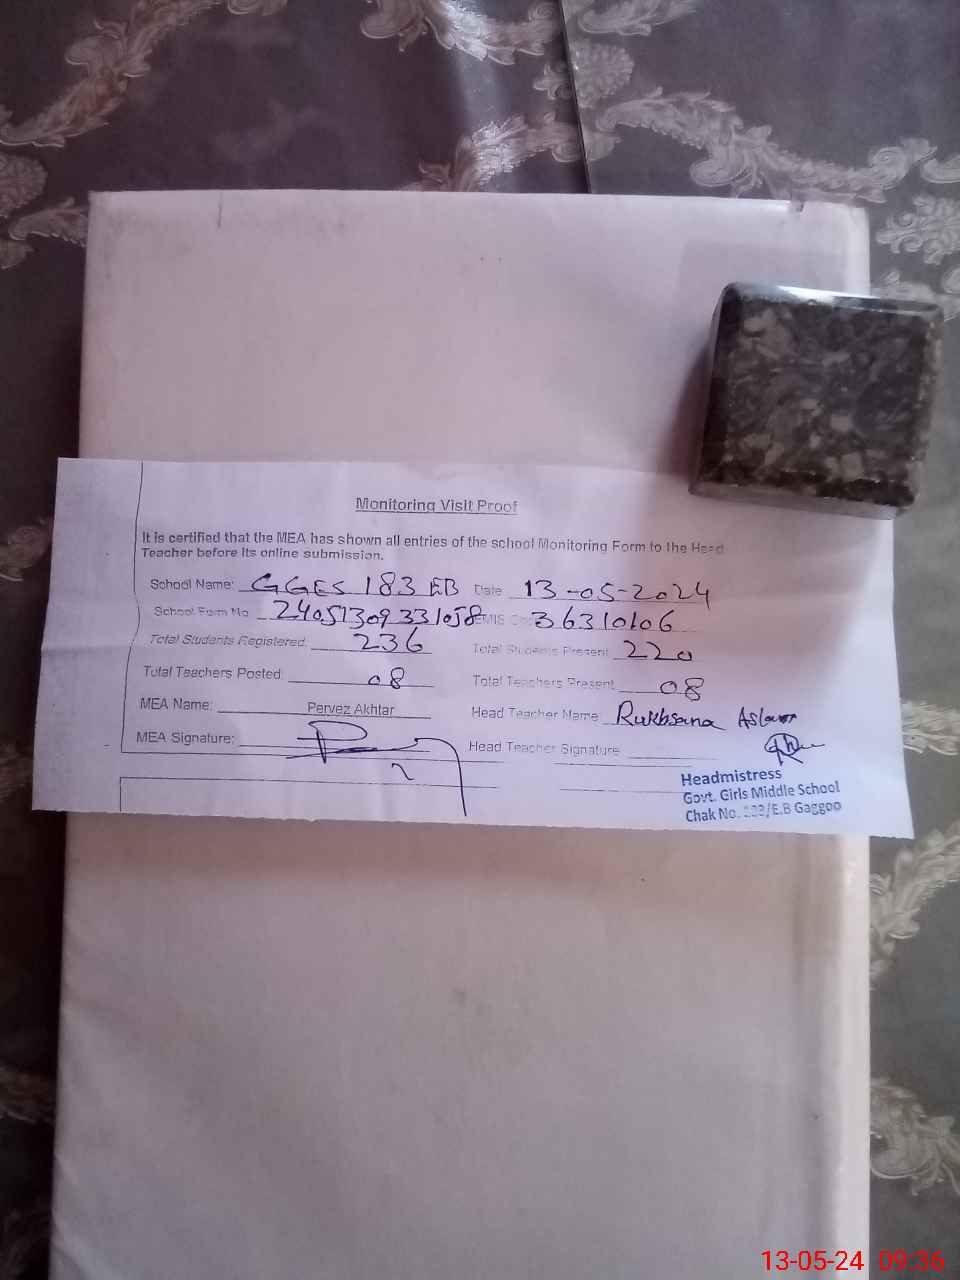 Monitoring Visit Proof
It is certified that the MEA has shown all entries of the school Monitoring Form to the Head
Teacher before Its online submission.
School Name: GGES 183 EB Date 13-05-2024
School Form No 24051309331058 EMIS Code 36310106
Total Students Registered: 236 Total Students Present 220
Total Teachers Posted: 08 Total Teachers Present 08
MEA Name: Pervez Akhtar Head Teacher Name Rukhsana Aslam
MEA Signature: Head Teacher Signature
Headmistress
Govt. Girls Middle School
Chak No. /E.B Gaggoo
13-05-24 09:36